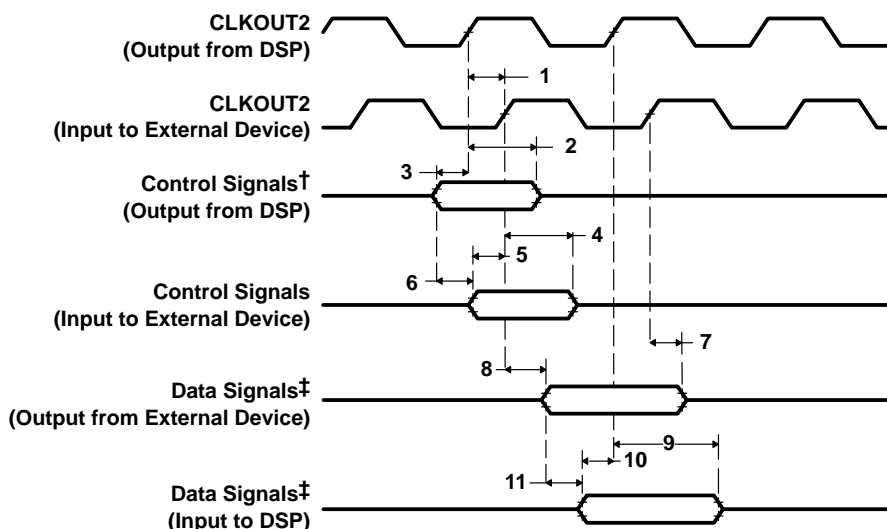 CLKOUT2
(Output from DSP)
1
CLKOUT2
(Input to External Device)
2
3
Control Signals†
(Output from DSP)
4
5
6
Control Signals
(Input to External Device)
7
8
Data Signals‡
(Output from External Device)
9
10
11
Data Signals‡
(Input to DSP)